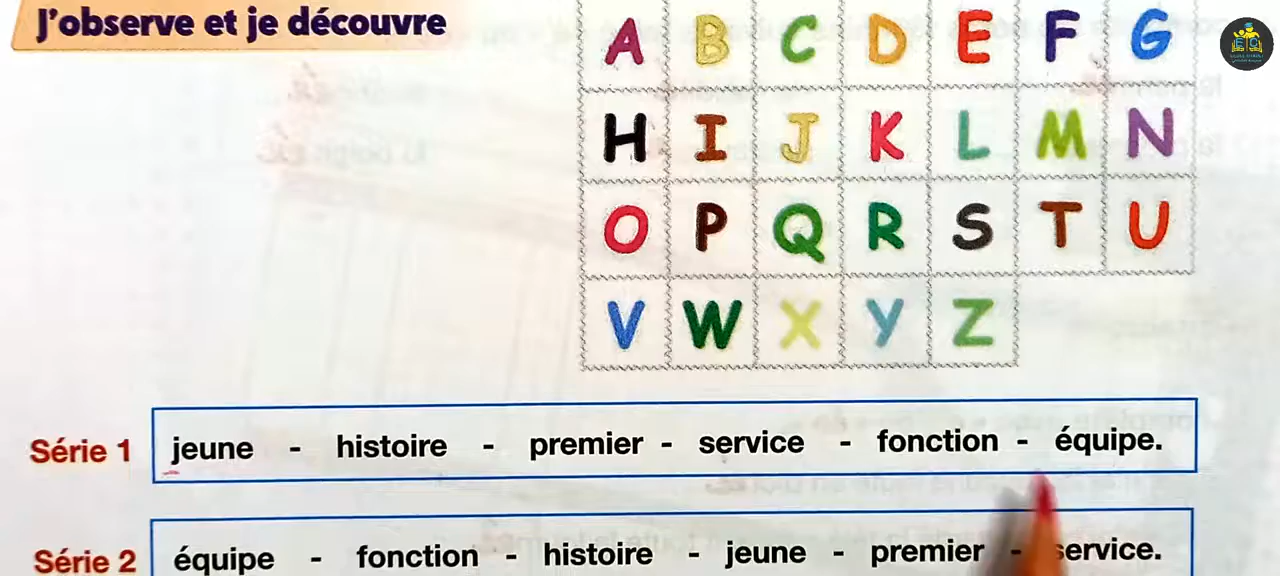 J'observe et je découvre
A B C D E F G
H I J K L M N
O P Q R S T U
V W X Y Z
Série 1 jeune - histoire - premier - service - fonction - équipe.
Série 2 équipe - fonction - histoire - jeune - premier - service.